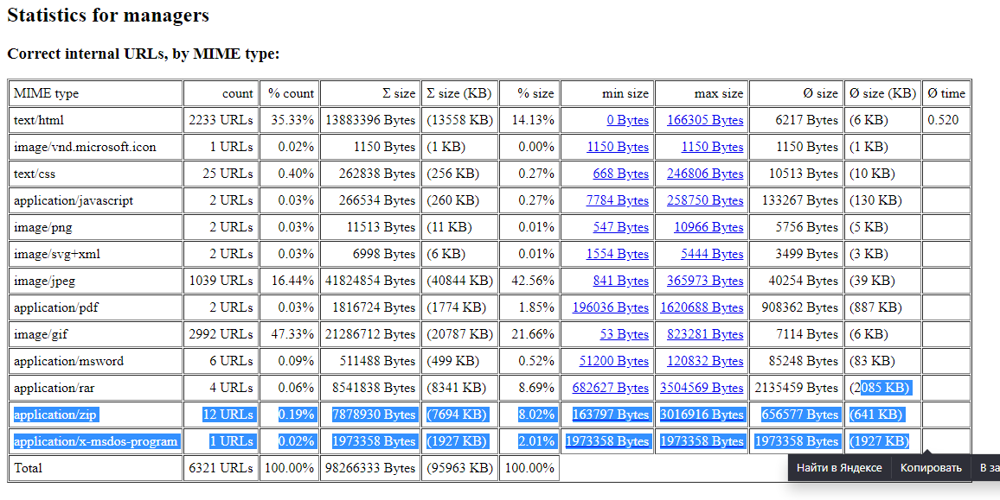 Statistics for managers
Correct internal URLs, by MIME type:
MIME type count % count Σ size Σ size (KB) % size min size max size Ø size Ø size (KB) Ø time
text/html 2233 URLs 35.33% 13883396 Bytes (13558 KB) 14.13% 0 Bytes 166305 Bytes 6217 Bytes (6 KB) 0.520
image/vnd.microsoft.icon 1 URLs 0.02% 1150 Bytes (1 KB) 0.00% 1150 Bytes 1150 Bytes 1150 Bytes (1 KB)
text/css 25 URLs 0.40% 262838 Bytes (256 KB) 0.27% 668 Bytes 246806 Bytes 10513 Bytes (10 KB)
application/javascript 2 URLs 0.03% 266534 Bytes (260 KB) 0.27% 7784 Bytes 258750 Bytes 133267 Bytes (130 KB)
image/png 2 URLs 0.03% 11513 Bytes (11 KB) 0.01% 547 Bytes 10966 Bytes 5756 Bytes (5 KB)
image/svg+xml 2 URLs 0.03% 6998 Bytes (6 KB) 0.01% 1554 Bytes 5444 Bytes 3499 Bytes (3 KB)
image/jpeg 1039 URLs 16.44% 41824854 Bytes (40844 KB) 42.56% 841 Bytes 365973 Bytes 40254 Bytes (39 KB)
application/pdf 2 URLs 0.03% 1816724 Bytes (1774 KB) 1.85% 196036 Bytes 1620688 Bytes 908362 Bytes (887 KB)
image/gif 2992 URLs 47.33% 21286712 Bytes (20787 KB) 21.66% 53 Bytes 823281 Bytes 7114 Bytes (6 KB)
application/msword 6 URLs 0.09% 511488 Bytes (499 KB) 0.52% 51200 Bytes 120832 Bytes 85248 Bytes (83 KB)
application/rar 4 URLs 0.06% 8541838 Bytes (8341 KB) 8.69% 682627 Bytes 3504569 Bytes 2135459 Bytes (2085 KB)
application/zip 12 URLs 0.19% 7878930 Bytes (7694 KB) 8.02% 163797 Bytes 3016916 Bytes 656577 Bytes (641 KB)
application/x-msdos-program 1 URLs 0.02% 1973358 Bytes (1927 KB) 2.01% 1973358 Bytes 1973358 Bytes 1973358 Bytes (1927 KB)
Total 6321 URLs 100.00% 98266333 Bytes (95963 KB) 100.00%
Найти в Яндексе Копировать В за